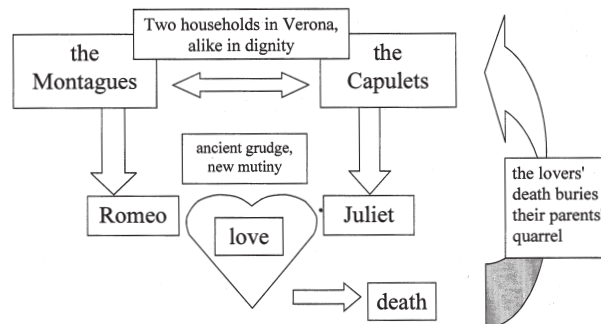 Two households in Verona,
alike in dignity
the
Montagues
the
Capulets
ancient grudge,
new mutiny
Romeo
love
Juliet
death
the lovers'
death buries
their parents'
quarrel